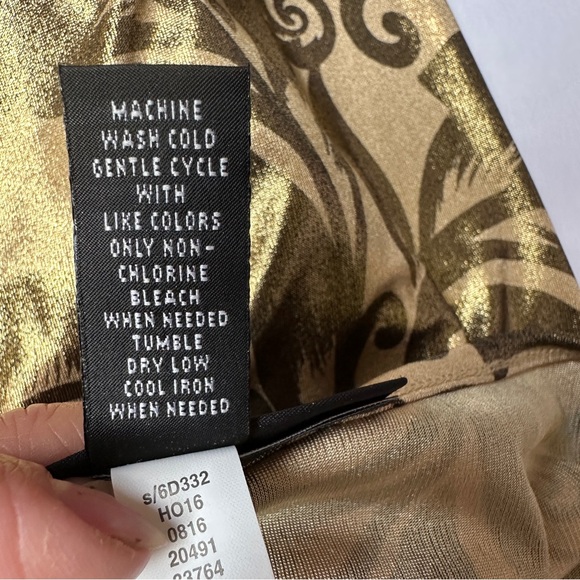 MACHINE
WASH COLD
GENTLE CYCLE
WITH
LIKE COLORS
ONLY NON-
CHLORINE
BLEACH
WHEN NEEDED
TUMBLE
DRY LOW
COOL IRON
WHEN NEEDED
s/6D332
HO16
0816
20491
23764